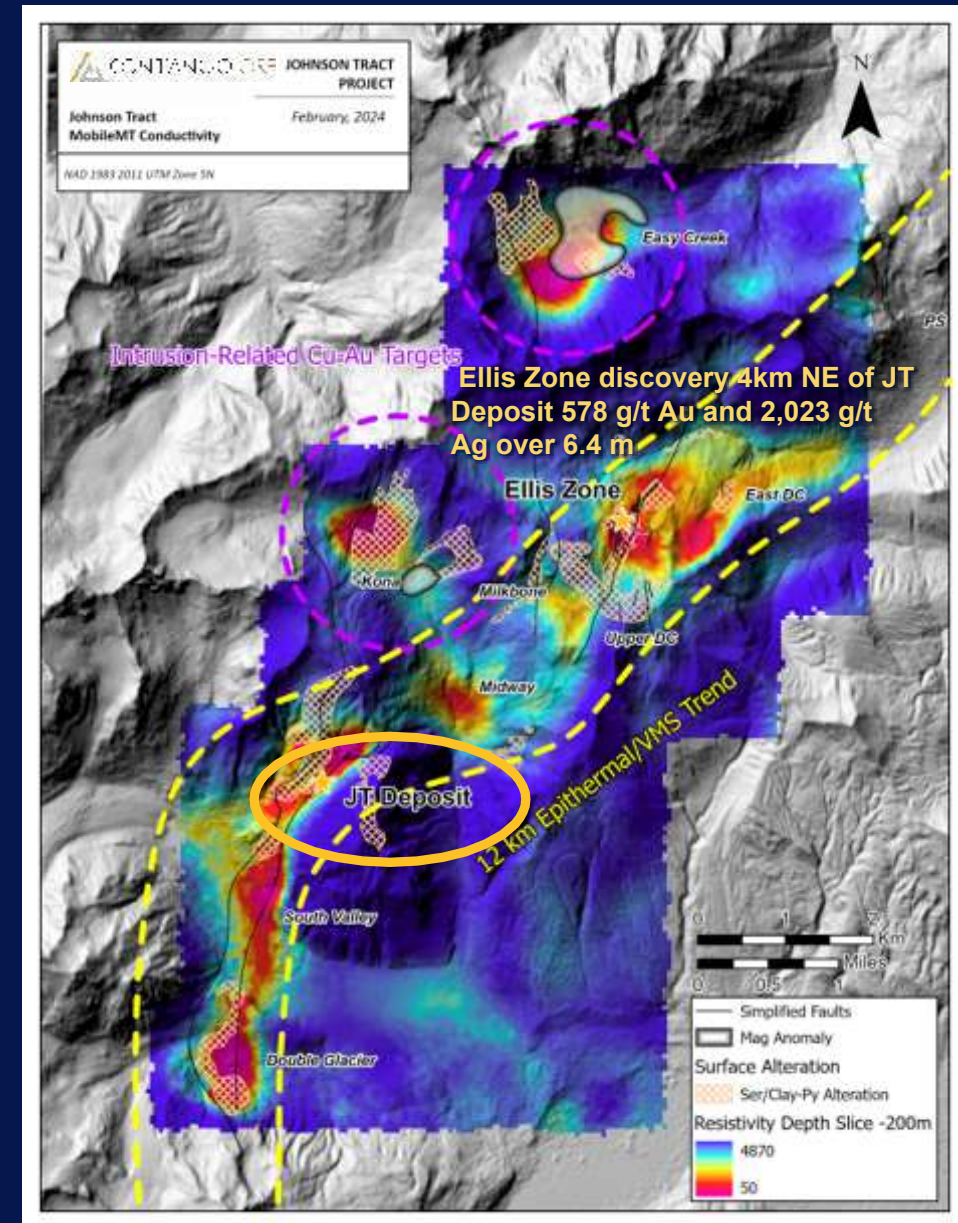 CONTANGO ORE
JOHNSON TRACT
PROJECT
Johnson Tract
MobileMT Conductivity
February, 2024
NAD 1983 2011 UTM Zone 5N
N
Easy Creek
PS
Intrusion-Related Cu-Au Targets
Ellis Zone discovery 4km NE of JT
Deposit 578 g/t Au and 2,023 g/t
Ag over 6.4 m
Ellis Zone
East DC
Kona
Milkbone
Upper DC
Midway
JT Deposit
12 km Epithermal/VMS Trend
South Valley
Double Glacier
0 1 2
Km
Miles
0 0.5 1
Simplified Faults
Mag Anomaly
Surface Alteration
Ser/Clay-Py Alteration
Resistivity Depth Slice -200m
4870
50